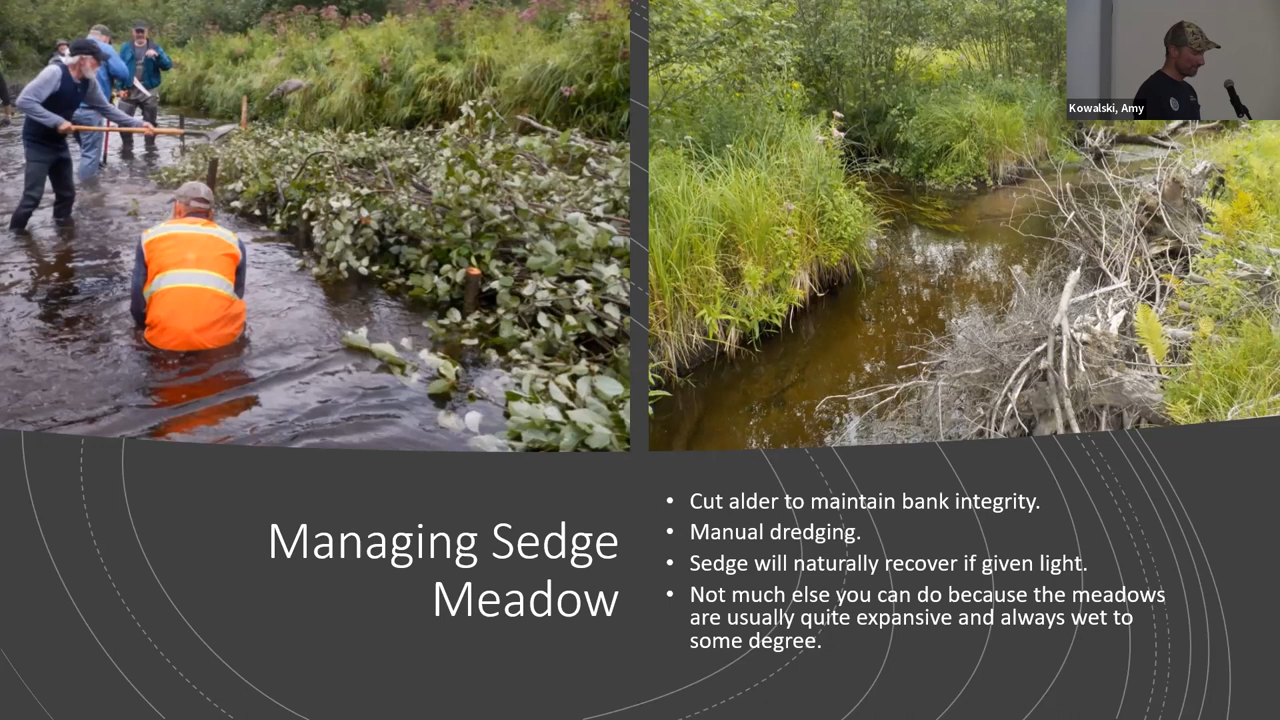 Kowalski, Amy
Managing Sedge
Meadow
• Cut alder to maintain bank integrity.
• Manual dredging.
• Sedge will naturally recover if given light.
• Not much else you can do because the meadows
are usually quite expansive and always wet to
some degree.